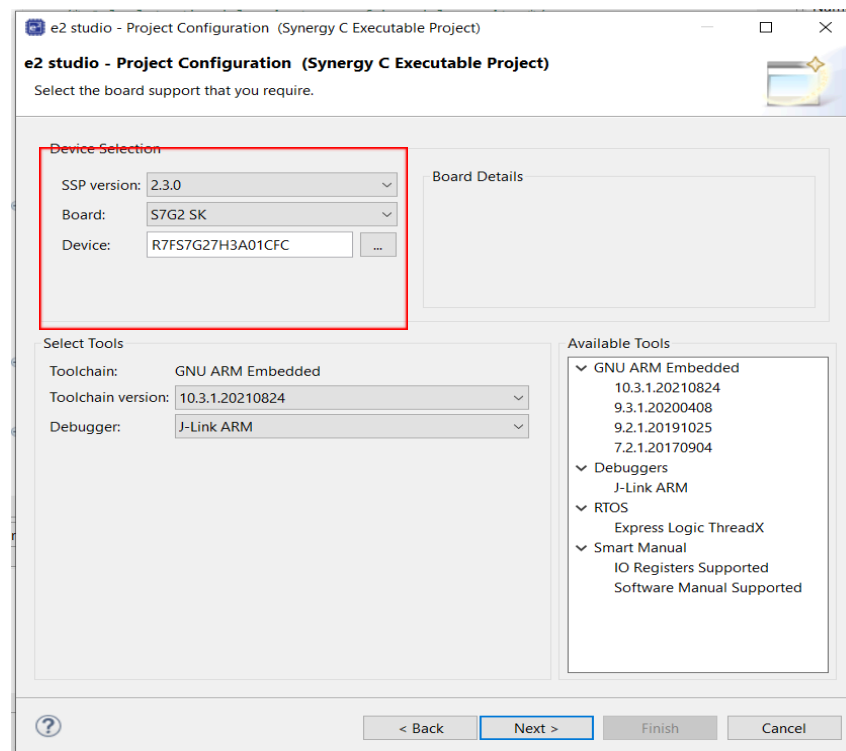 e2 studio - Project Configuration (Synergy C Executable Project)
e2 studio - Project Configuration (Synergy C Executable Project)
Select the board support that you require.
Device Selection
SSP version: 2.3.0
Board: S7G2 SK
Device: R7FS7G27H3A01CFC ...
Board Details
Select Tools
Toolchain: GNU ARM Embedded
Toolchain version: 10.3.1.20210824
Debugger: J-Link ARM
Available Tools
GNU ARM Embedded
10.3.1.20210824
9.3.1.20200408
9.2.1.20191025
7.2.1.20170904
Debuggers
J-Link ARM
RTOS
Express Logic ThreadX
Smart Manual
IO Registers Supported
Software Manual Supported
? < Back Next > Finish Cancel